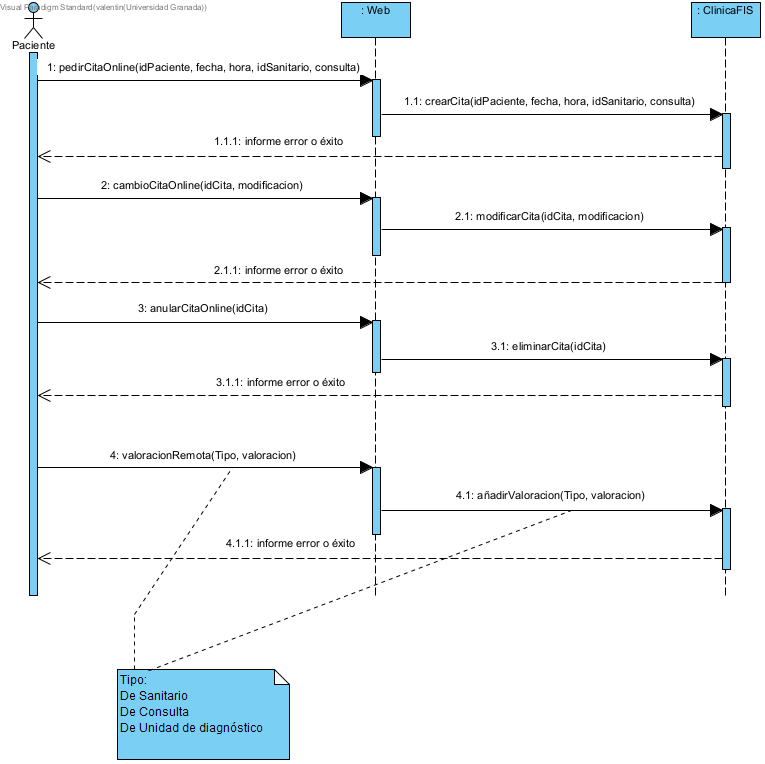 Visual Paradigm Standard(valentin(Universidad Granada))
Paciente
: Web
: ClinicaFIS
1: pedirCitaOnline(idPaciente, fecha, hora, idSanitario, consulta)
1.1: crearCita(idPaciente, fecha, hora, idSanitario, consulta)
1.1.1: informe error o éxito
2: cambioCitaOnline(idCita, modificacion)
2.1: modificarCita(idCita, modificacion)
2.1.1: informe error o éxito
3: anularCitaOnline(idCita)
3.1: eliminarCita(idCita)
3.1.1: informe error o éxito
4: valoracionRemota(Tipo, valoracion)
4.1: añadirValoracion(Tipo, valoracion)
4.1.1: informe error o éxito
Tipo:
De Sanitario
De Consulta
De Unidad de diagnóstico